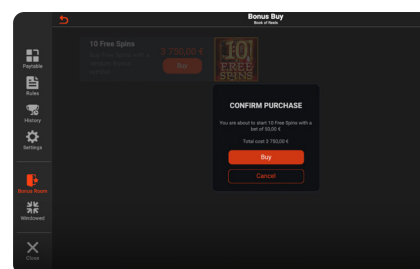 Bonus Buy
Book of Reels
Paytable
Rules
History
Settings
Bonus Room
Windowed
Close
10 Free Spins
3 750,00 €
Buy
10
FREE
SPINS
CONFIRM PURCHASE
You are about to start 10 Free Spins with a
bet of 50,00 €
Total cost 3 750,00 €
Buy
Cancel